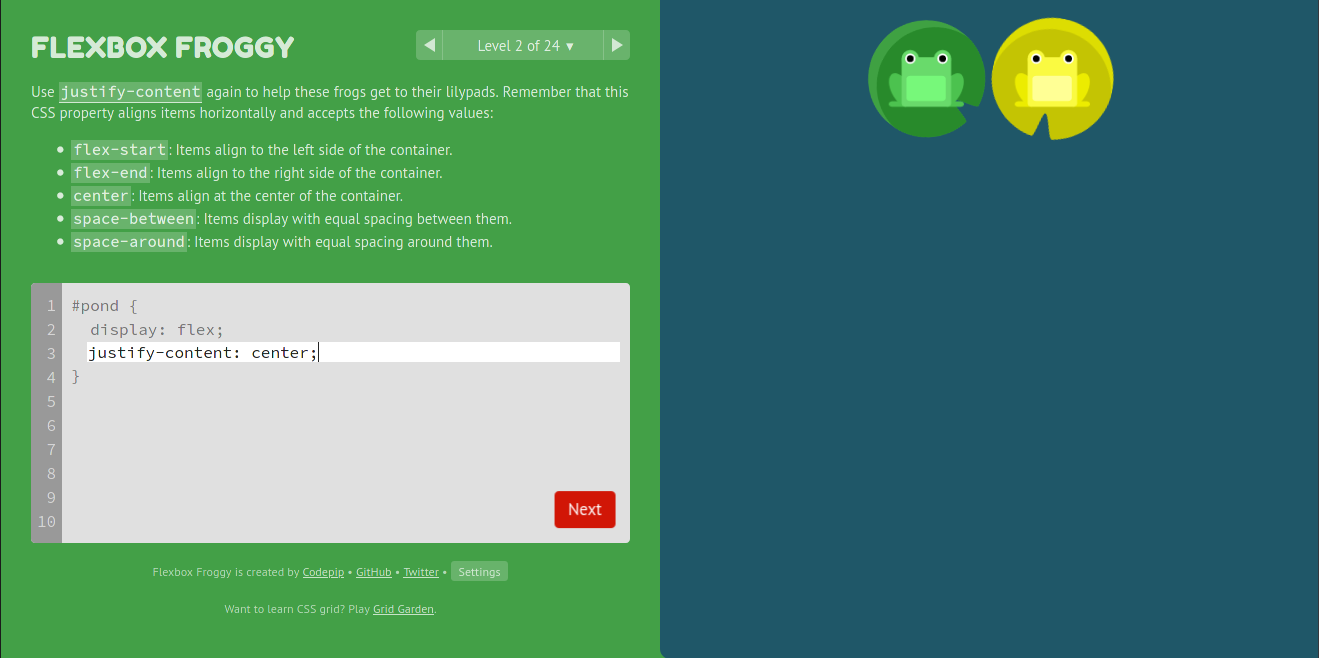 FLEXBOX FROGGY
◀ Level 2 of 24 ▾ ▶
Use justify-content again to help these frogs get to their lilypads. Remember that this
CSS property aligns items horizontally and accepts the following values:
• flex-start: Items align to the left side of the container.
• flex-end: Items align to the right side of the container.
• center: Items align at the center of the container.
• space-between: Items display with equal spacing between them.
• space-around: Items display with equal spacing around them.
1 #pond {
2   display: flex;
3   justify-content: center;
4 }
5
6
7
8
9
10
Next
Flexbox Froggy is created by Codepip • GitHub • Twitter • Settings
Want to learn CSS grid? Play Grid Garden.